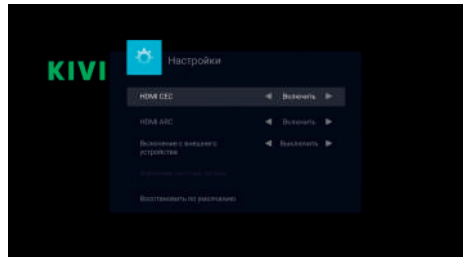 KIVI
Настройки
HDMI CEC
Включить
HDMI ARC
Включить
Включение с внешнего
устройства
Выключить
Восстановить по умолчанию